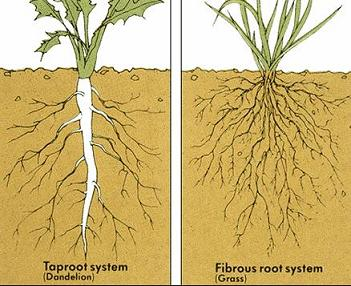 Taproot system
(Dandelion)
Fibrous root system
(Grass)